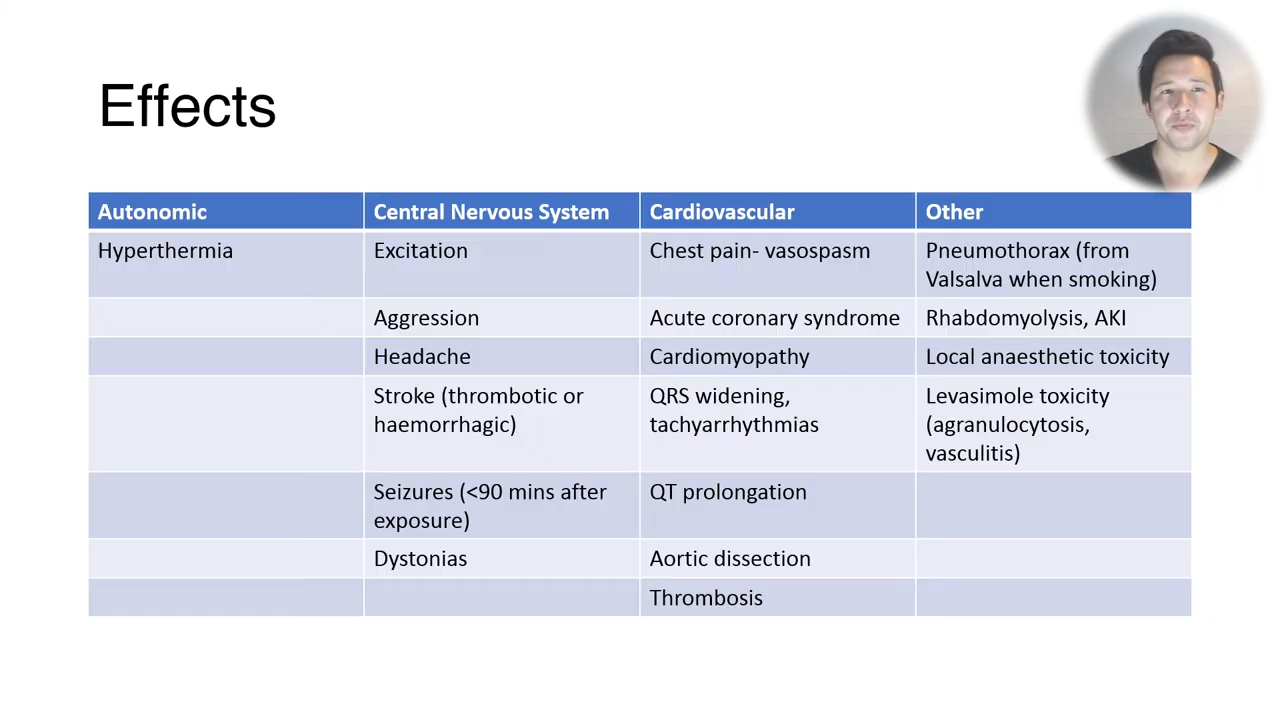 Effects
Autonomic
Central Nervous System
Cardiovascular
Other
Hyperthermia
Excitation
Chest pain- vasospasm
Pneumothorax (from
Valsalva when smoking)
Aggression
Acute coronary syndrome
Rhabdomyolysis, AKI
Headache
Cardiomyopathy
Local anaesthetic toxicity
Stroke (thrombotic or
haemorrhagic)
QRS widening,
tachyarrhythmias
Levasimole toxicity
(agranulocytosis,
vasculitis)
Seizures (<90 mins after
exposure)
QT prolongation
Dystonias
Aortic dissection
Thrombosis